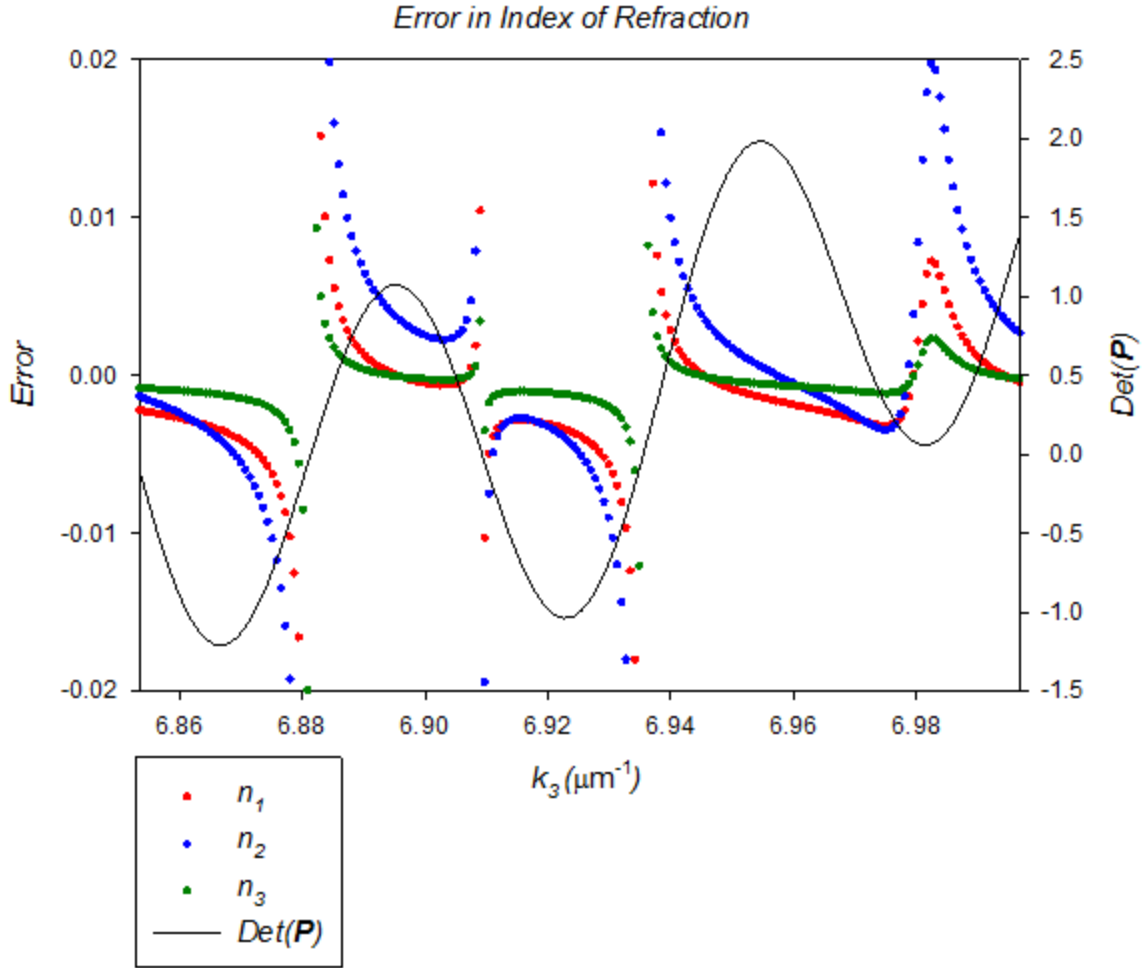 Error in Index of Refraction
0.02
0.01
0.00
-0.01
-0.02
Error
2.5
2.0
1.5
1.0
0.5
0.0
-0.5
-1.0
-1.5
Det(P)
6.86 6.88 6.90 6.92 6.94 6.96 6.98
k₃(μm⁻¹)
n₁
n₂
n₃
Det(P)